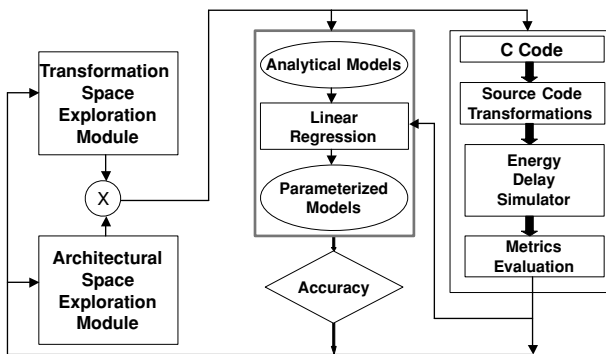 Transformation
Space
Exploration
Module
X
Architectural
Space
Exploration
Module
Analytical Models
Linear
Regression
Parameterized
Models
Accuracy
C Code
Source Code
Transformations
Energy
Delay
Simulator
Metrics
Evaluation